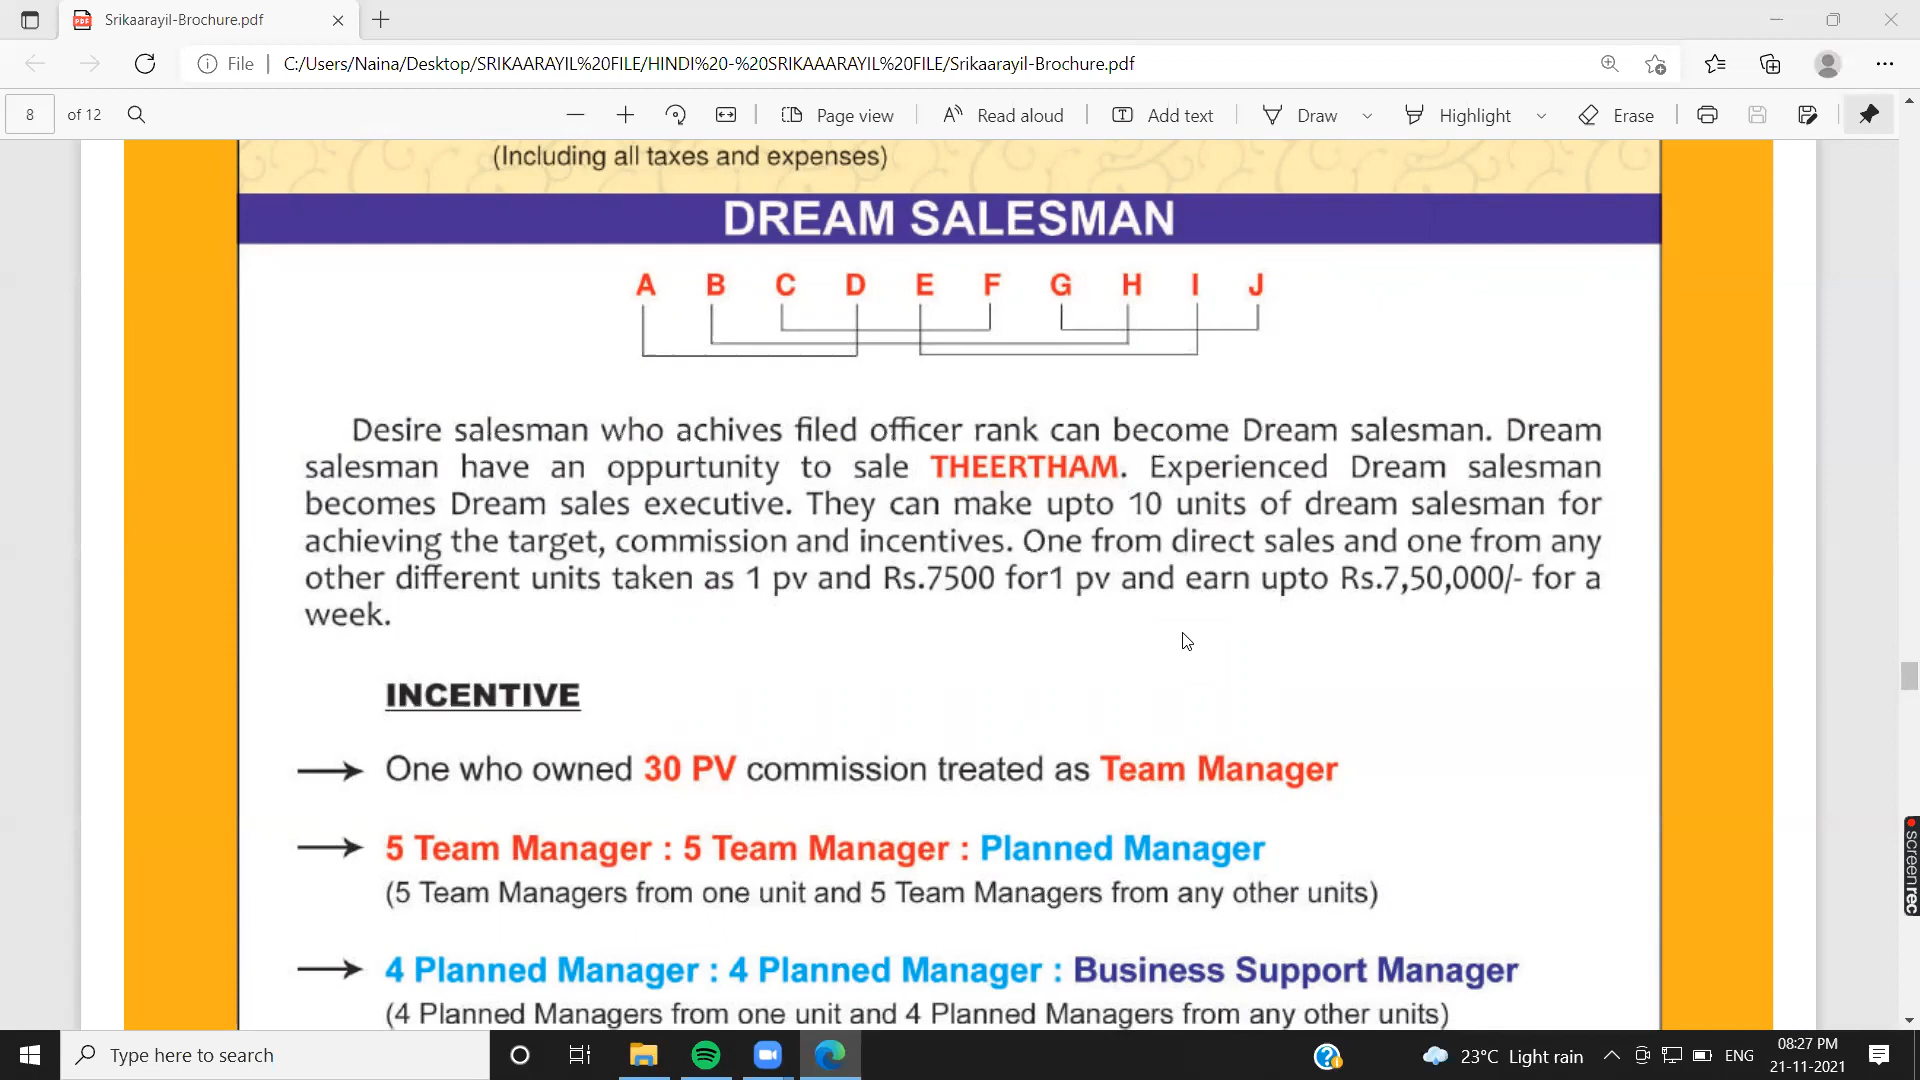 Srikaarayil-Brochure.pdf
File
C:/Users/Naina/Desktop/SRIKAARAYIL%20FILE/HINDI%20-%20SRIKAAARAYIL%20FILE/Srikaarayil-Brochure.pdf
8 of 12
Page view
Read aloud
Add text
Draw
Highlight
Erase
(Including all taxes and expenses)
DREAM SALESMAN
A B C D E F G H I J
Desire salesman who achives filed officer rank can become Dream salesman. Dream
salesman have an oppurtunity to sale THEERTHAM. Experienced Dream salesman
becomes Dream sales executive. They can make upto 10 units of dream salesman for
achieving the target, commission and incentives. One from direct sales and one from any
other different units taken as 1 pv and Rs.7500 for1 pv and earn upto Rs.7,50,000/- for a
week.
INCENTIVE
One who owned 30 PV commission treated as Team Manager
5 Team Manager : 5 Team Manager : Planned Manager
(5 Team Managers from one unit and 5 Team Managers from any other units)
4 Planned Manager : 4 Planned Manager : Business Support Manager
(4 Planned Managers from one unit and 4 Planned Managers from any other units)
screenrec
Type here to search
23°C Light rain
ENG
08:27 PM
21-11-2021